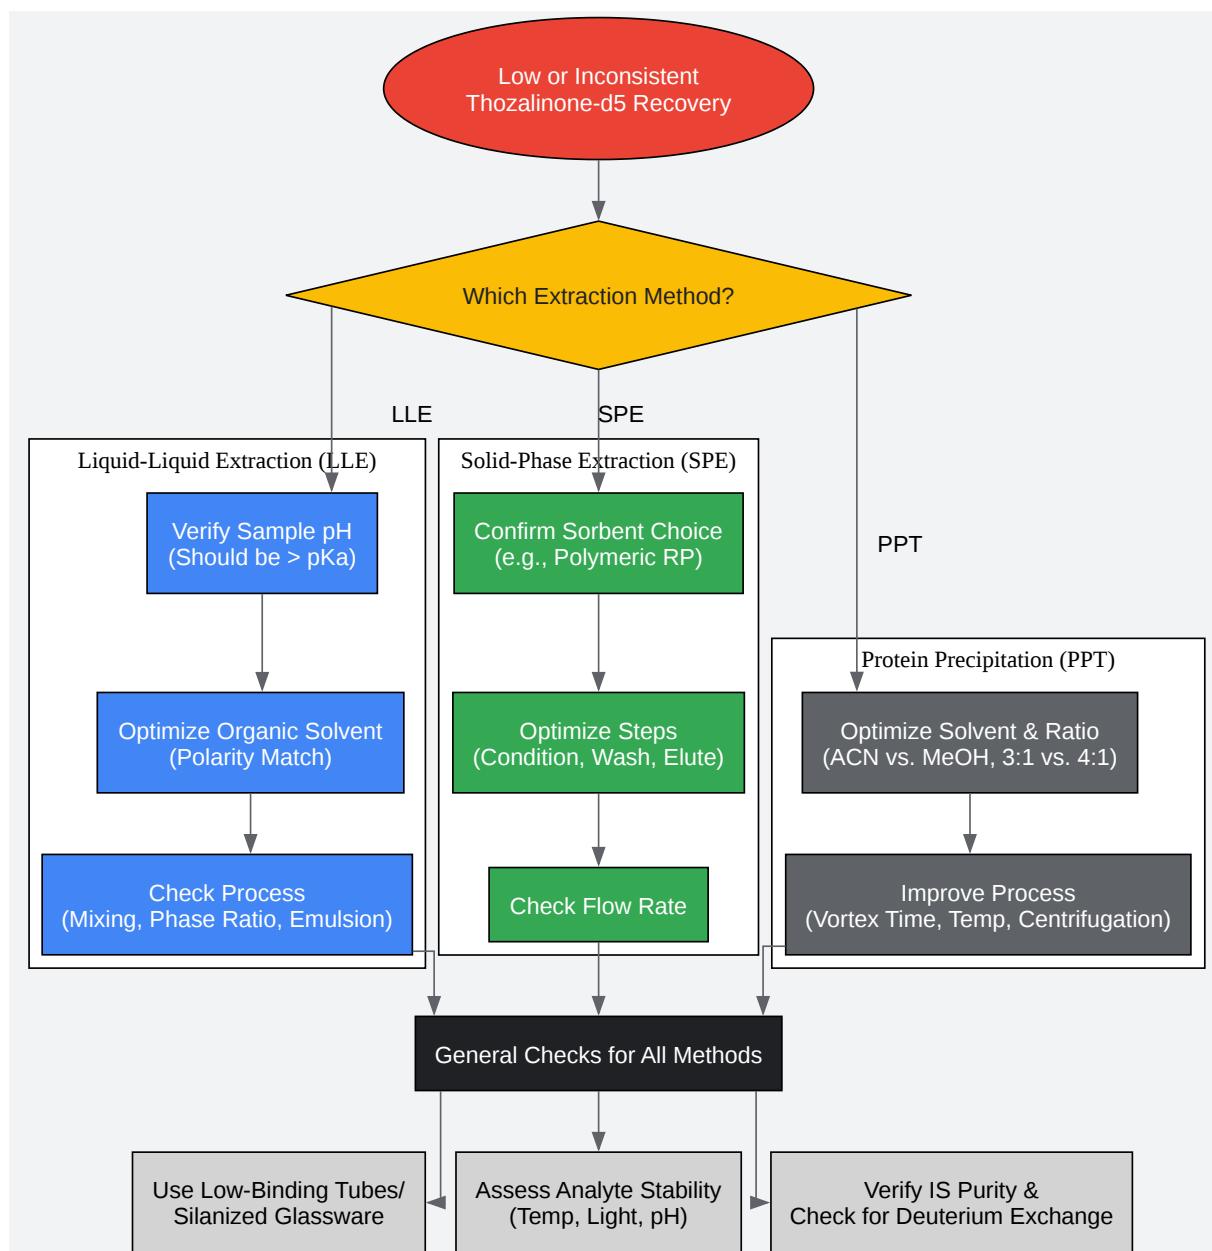 Low or Inconsistent
Thozalinone-d5 Recovery
Which Extraction Method?
LLE
SPE
PPT
Liquid-Liquid Extraction (LLE)
Verify Sample pH
(Should be > pKa)
Optimize Organic Solvent
(Polarity Match)
Check Process
(Mixing, Phase Ratio, Emulsion)
Solid-Phase Extraction (SPE)
Confirm Sorbent Choice
(e.g., Polymeric RP)
Optimize Steps
(Condition, Wash, Elute)
Check Flow Rate
Protein Precipitation (PPT)
Optimize Solvent & Ratio
(ACN vs. MeOH, 3:1 vs. 4:1)
Improve Process
(Vortex Time, Temp, Centrifugation)
General Checks for All Methods
Use Low-Binding Tubes/
Silanized Glassware
Assess Analyte Stability
(Temp, Light, pH)
Verify IS Purity &
Check for Deuterium Exchange